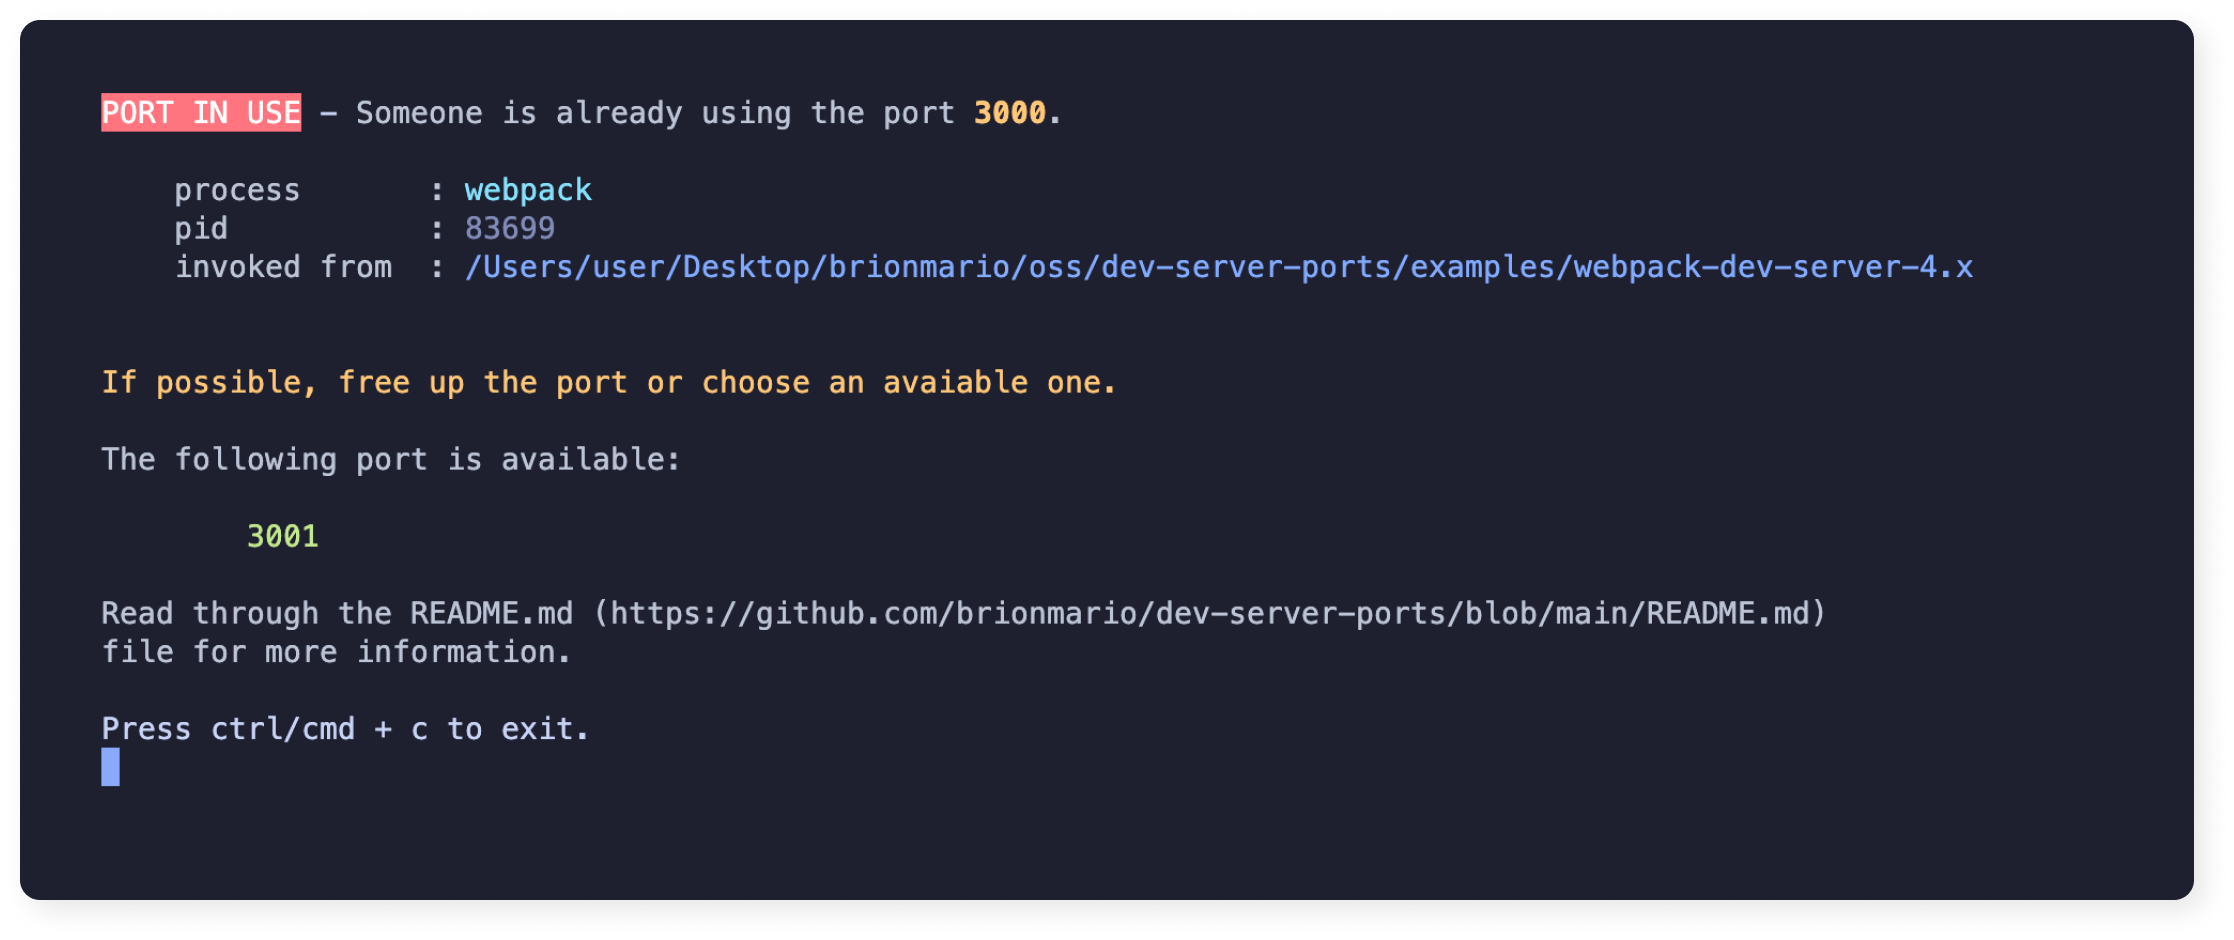 PORT IN USE – Someone is already using the port 3000.
process : webpack
pid : 83699
invoked from : /Users/user/Desktop/brionmario/oss/dev-server-ports/examples/webpack-dev-server-4.x
If possible, free up the port or choose an avaiable one.
The following port is available:
3001
Read through the README.md (https://github.com/brionmario/dev-server-ports/blob/main/README.md)
file for more information.
Press ctrl/cmd + c to exit.